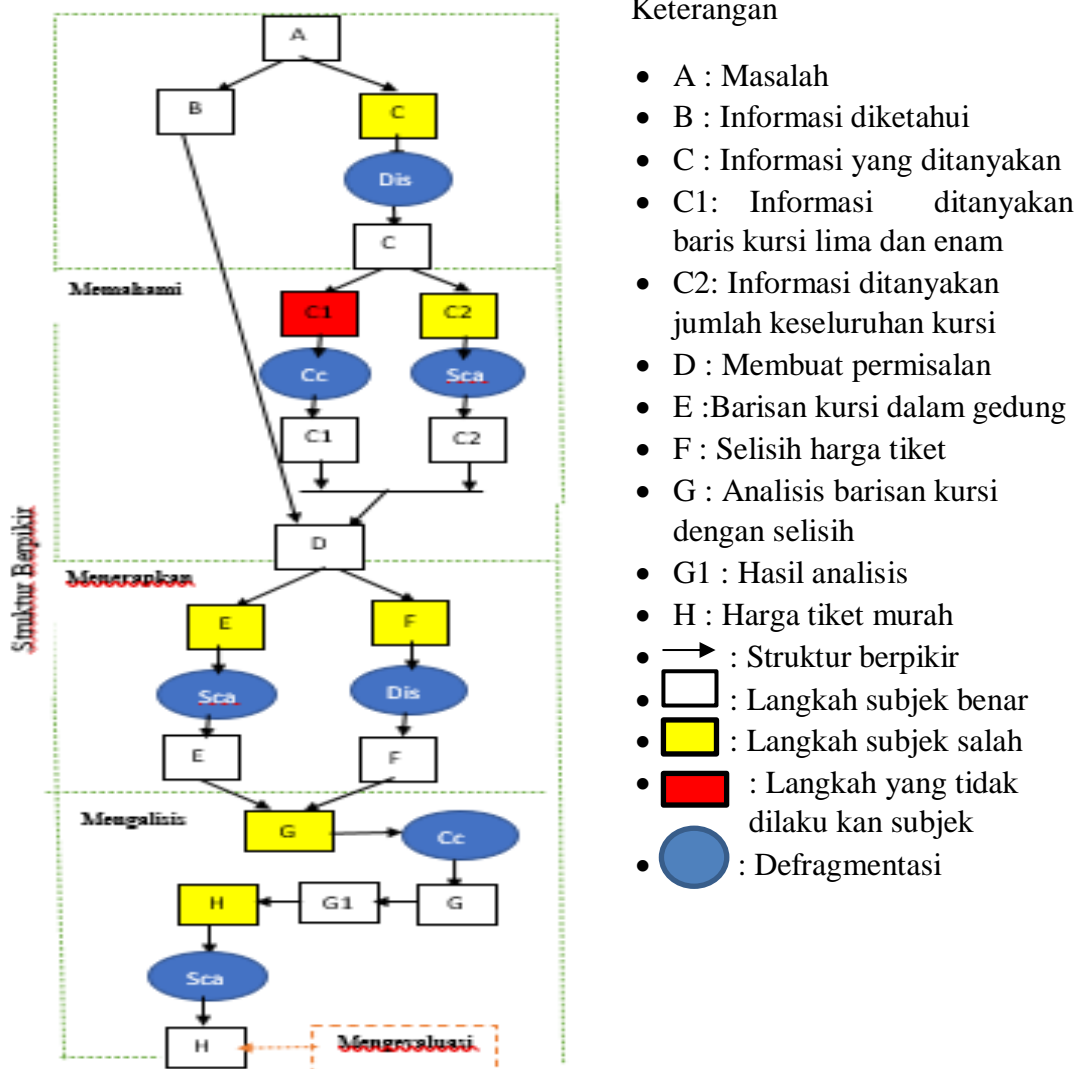 A
B
C
Dis
C
Memahami
C1
C2
Cc
Sca
C1
C2
D
Struktur Berpikir
Menerapkan
E
F
Sca
Dis
E
F
Mengalisis
G
Cc
H
G1
G
Sca
H
Mengevaluasi
Keterangan
• A : Masalah
• B : Informasi diketahui
• C : Informasi yang ditanyakan
• C1: Informasi ditanyakan
baris kursi lima dan enam
• C2: Informasi ditanyakan
jumlah keseluruhan kursi
• D : Membuat permisalan
• E :Barisan kursi dalam gedung
• F : Selisih harga tiket
• G : Analisis barisan kursi
dengan selisih
• G1 : Hasil analisis
• H : Harga tiket murah
• : Struktur berpikir
• : Langkah subjek benar
• : Langkah subjek salah
• : Langkah yang tidak
dilaku kan subjek
• : Defragmentasi